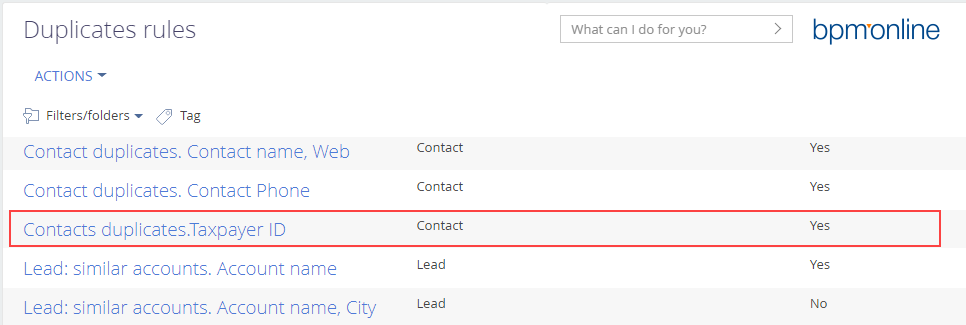 Duplicates rules
What can I do for you?
bpm'online
ACTIONS
Filters/folders Tag
Contact duplicates. Contact name, Web Contact Yes
Contact duplicates. Contact Phone Contact Yes
Contacts duplicates.Taxpayer ID Contact Yes
Lead: similar accounts. Account name Lead Yes
Lead: similar accounts. Account name, City Lead No